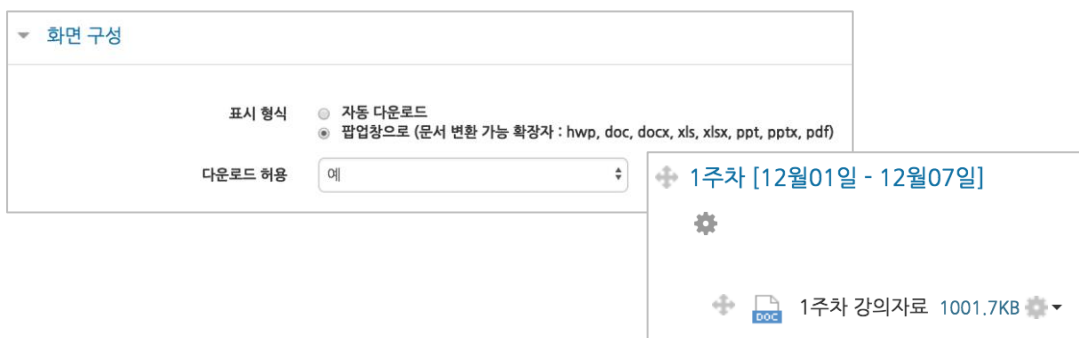 화면 구성
표시 형식
자동 다운로드
팝업창으로 (문서 변환 가능 확장자 : hwp, doc, docx, xls, xlsx, ppt, pptx, pdf)
다운로드 허용
예
1주차 [12월01일 - 12월07일]
DOC
1주차 강의자료 1001.7KB